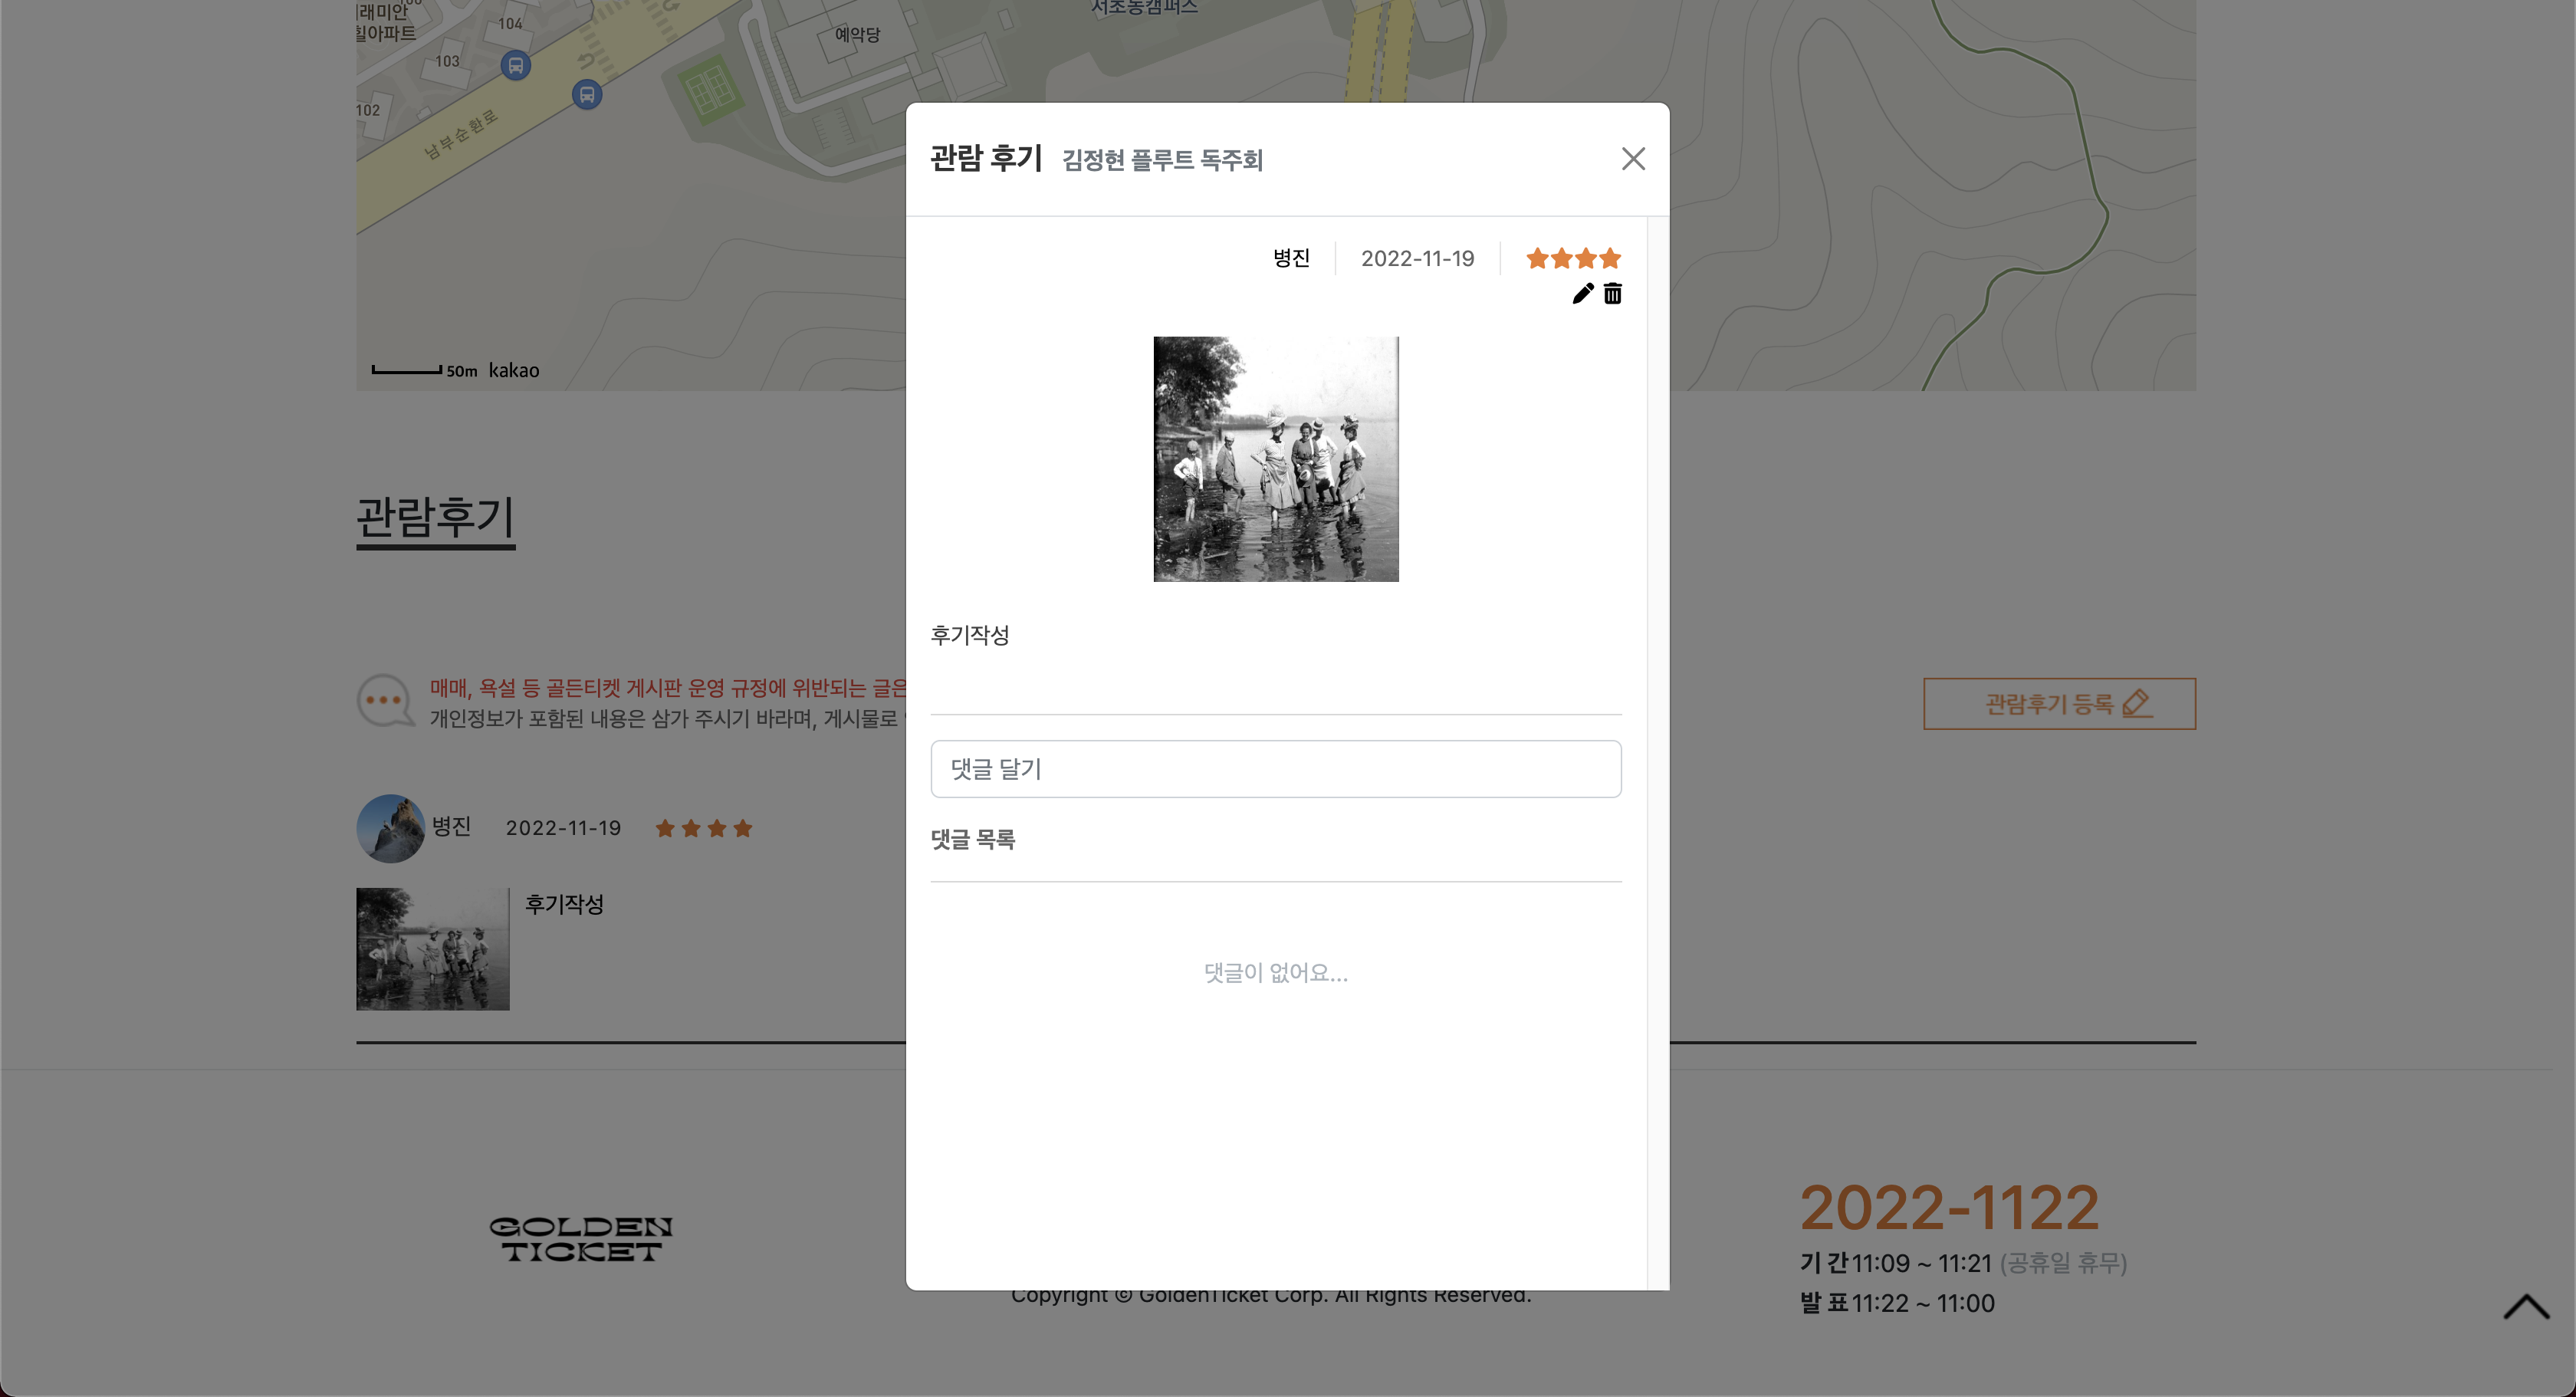 래미안
힐아파트
104
103
102
남부순환로
예악당
서초동캠퍼스
50m kakao
관람 후기 김정현 플루트 독주회
병진 2022-11-19
후기작성
댓글 달기
댓글 목록
댓글이 없어요...
관람후기
매매, 욕설 등 골든티켓 게시판 운영 규정에 위반되는 글은
개인정보가 포함된 내용은 삼가 주시기 바라며, 게시물로
관람후기 등록
병진 2022-11-19
후기작성
GOLDEN
TICKET
Copyright © GoldenTicket Corp. All Rights Reserved.
2022-1122
기 간 11:09 ~ 11:21 (공휴일 휴무)
발 표 11:22 ~ 11:00